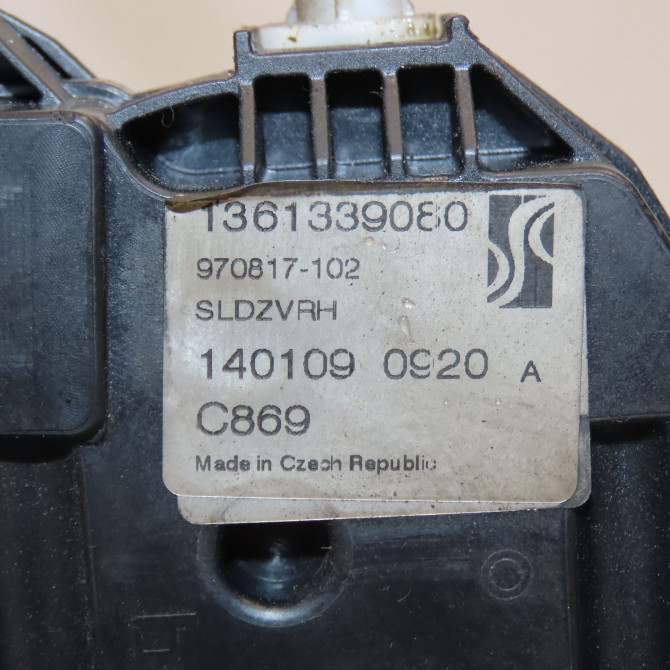 1361339080
970817-102
SLDZVRH
140109 0920 A
C869
Made in Czech Republic